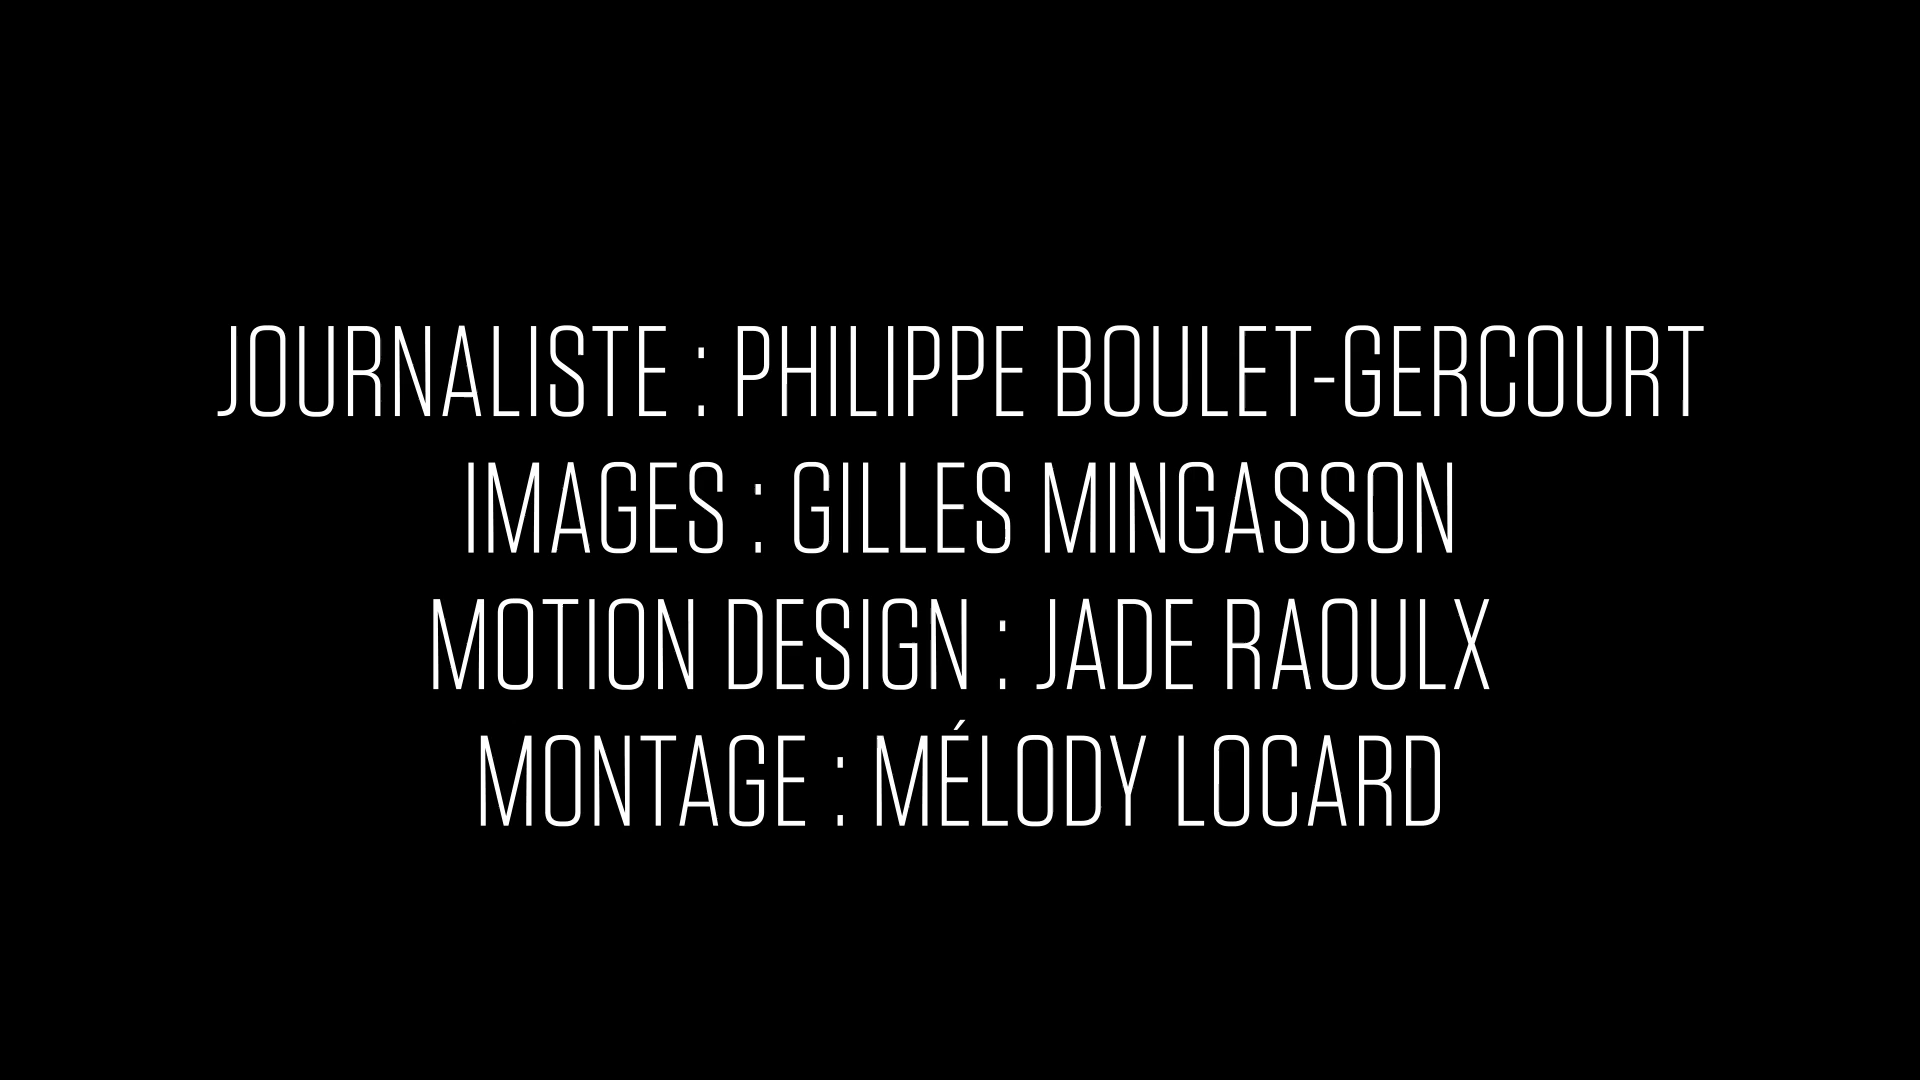 JOURNALISTE : PHILIPPE BOULET-GERCOURT
IMAGES : GILLES MINGASSON
MOTION DESIGN : JADE RAOULX
MONTAGE : MÉLODY LOCARD